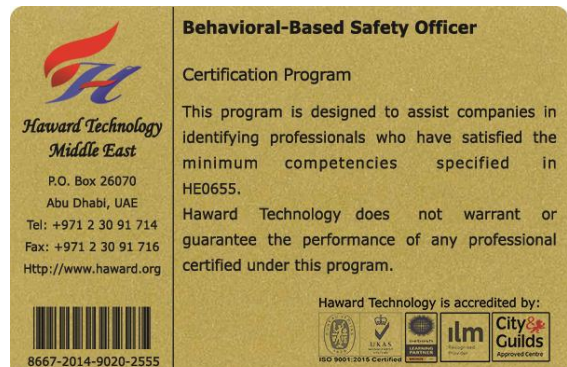 Haward Technology
Middle East
P.O. Box 26070
Abu Dhabi, UAE
Tel: +971 2 30 91 714
Fax: +971 2 30 91 716
Http://www.haward.org
8667-2014-9020-2555
Behavioral-Based Safety Officer
Certification Program
This program is designed to assist companies in
identifying professionals who have satisfied the
minimum competencies specified in
HE0655.
Haward Technology does not warrant or
guarantee the performance of any professional
certified under this program.
Haward Technology is accredited by:
UKAS
ISO 9001:2015 Certified
LEARNING
PARTNER
ilm
Recognised
Provider
City&
Guilds
Approved Centre